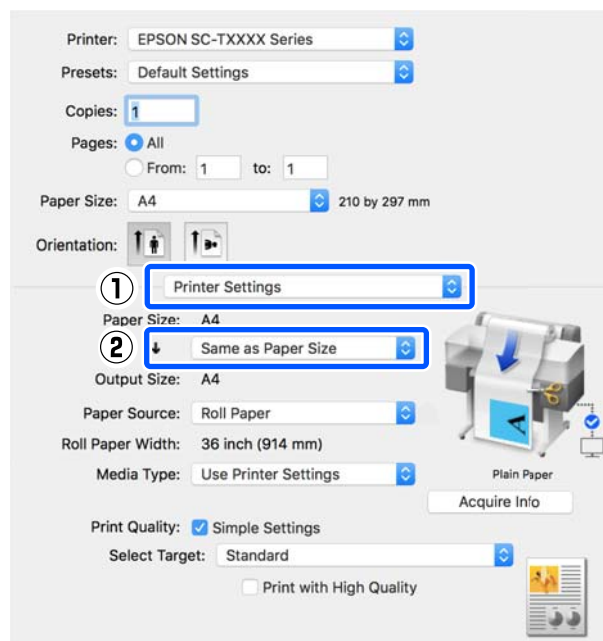 Printer: EPSON SC-TXXXX Series
Presets: Default Settings
Copies: 1
Pages: All
From: 1 to: 1
Paper Size: A4 210 by 297 mm
Orientation:
① Printer Settings
Paper Size: A4
② Same as Paper Size
Output Size: A4
Paper Source: Roll Paper
Roll Paper Width: 36 inch (914 mm)
Media Type: Use Printer Settings
Plain Paper
Acquire Info
Print Quality: Simple Settings
Select Target: Standard
Print with High Quality